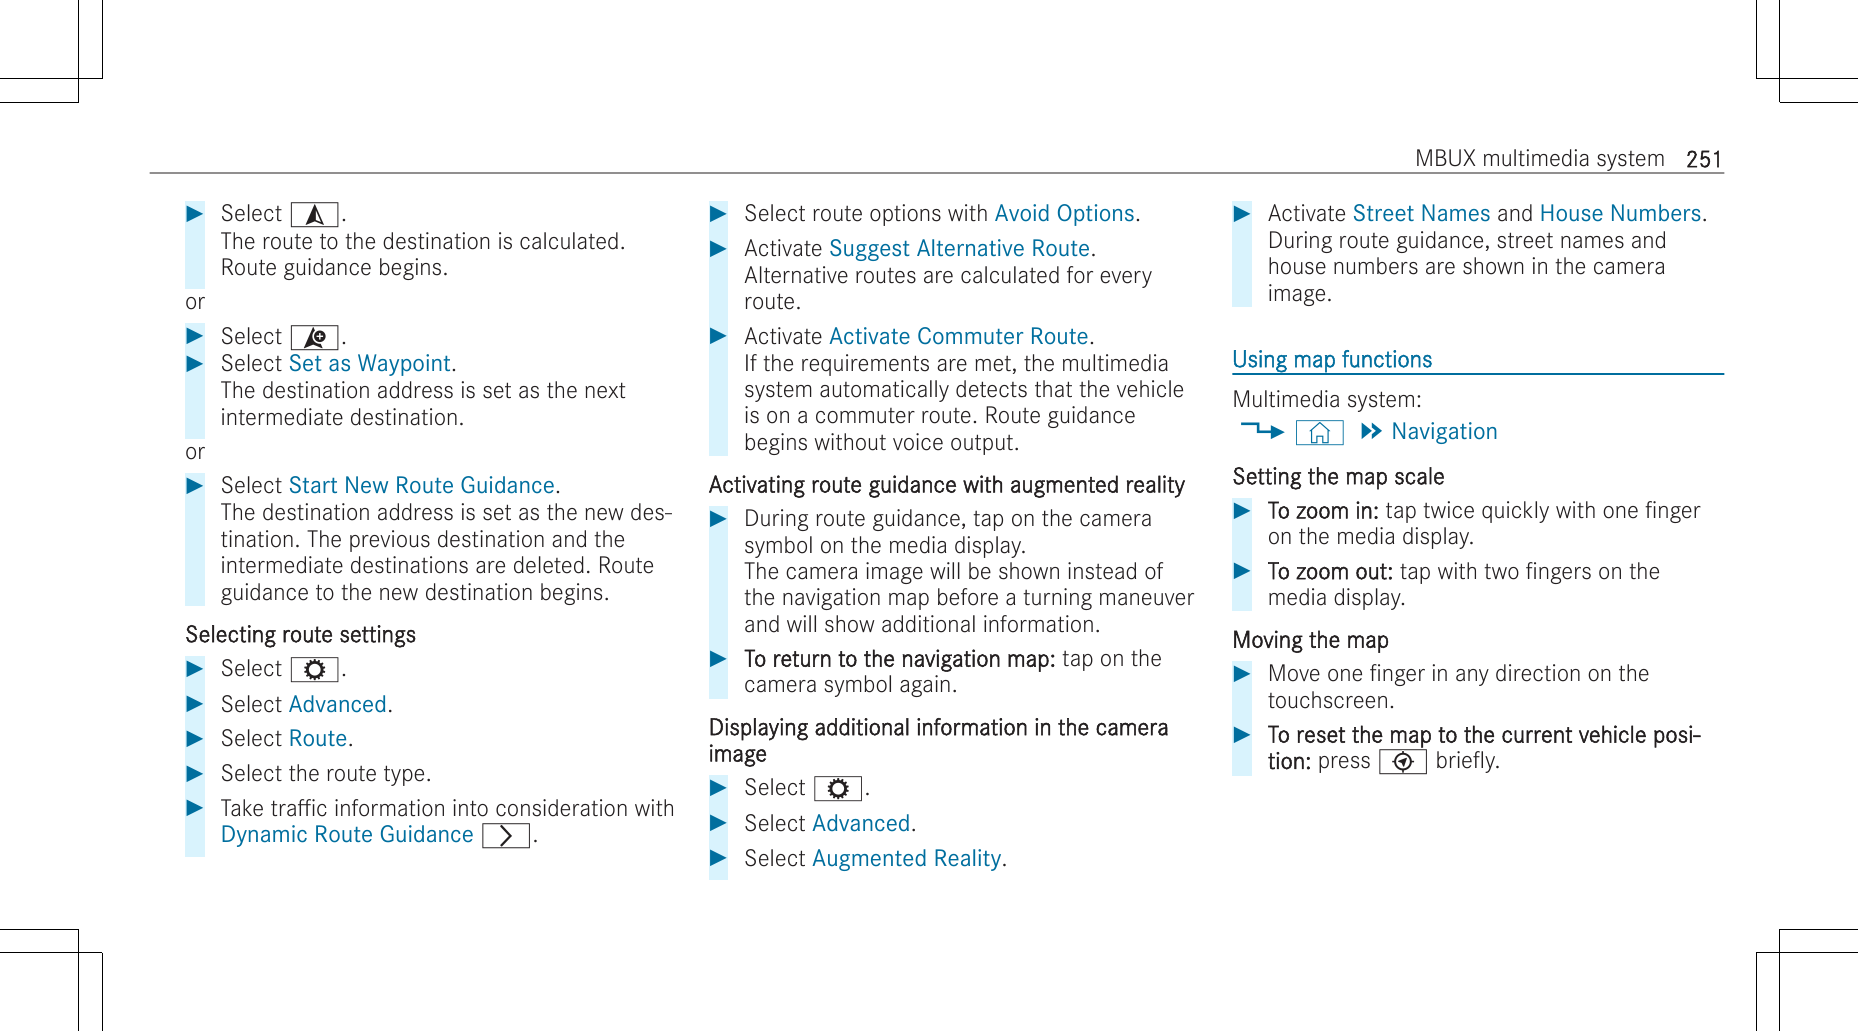 MBUX multimedia system 251
Select .
The route to the destination is calculated.
Route guidance begins.
or
Select .
Select Set as Waypoint.
The destination address is set as the next
intermediate destination.
or
Select Start New Route Guidance.
The destination address is set as the new des-
tination. The previous destination and the
intermediate destinations are deleted. Route
guidance to the new destination begins.
Selecting route settings
Select .
Select Advanced.
Select Route.
Select the route type.
Take traffic information into consideration with
Dynamic Route Guidance .
Select route options with Avoid Options.
Activate Suggest Alternative Route.
Alternative routes are calculated for every
route.
Activate Activate Commuter Route.
If the requirements are met, the multimedia
system automatically detects that the vehicle
is on a commuter route. Route guidance
begins without voice output.
Activating route guidance with augmented reality
During route guidance, tap on the camera
symbol on the media display.
The camera image will be shown instead of
the navigation map before a turning maneuver
and will show additional information.
To return to the navigation map: tap on the
camera symbol again.
Displaying additional information in the camera
image
Select .
Select Advanced.
Select Augmented Reality.
Activate Street Names and House Numbers.
During route guidance, street names and
house numbers are shown in the camera
image.
Using map functions
Multimedia system:
Navigation
Setting the map scale
To zoom in: tap twice quickly with one finger
on the media display.
To zoom out: tap with two fingers on the
media display.
Moving the map
Move one finger in any direction on the
touchscreen.
To reset the map to the current vehicle posi-
tion: press briefly.